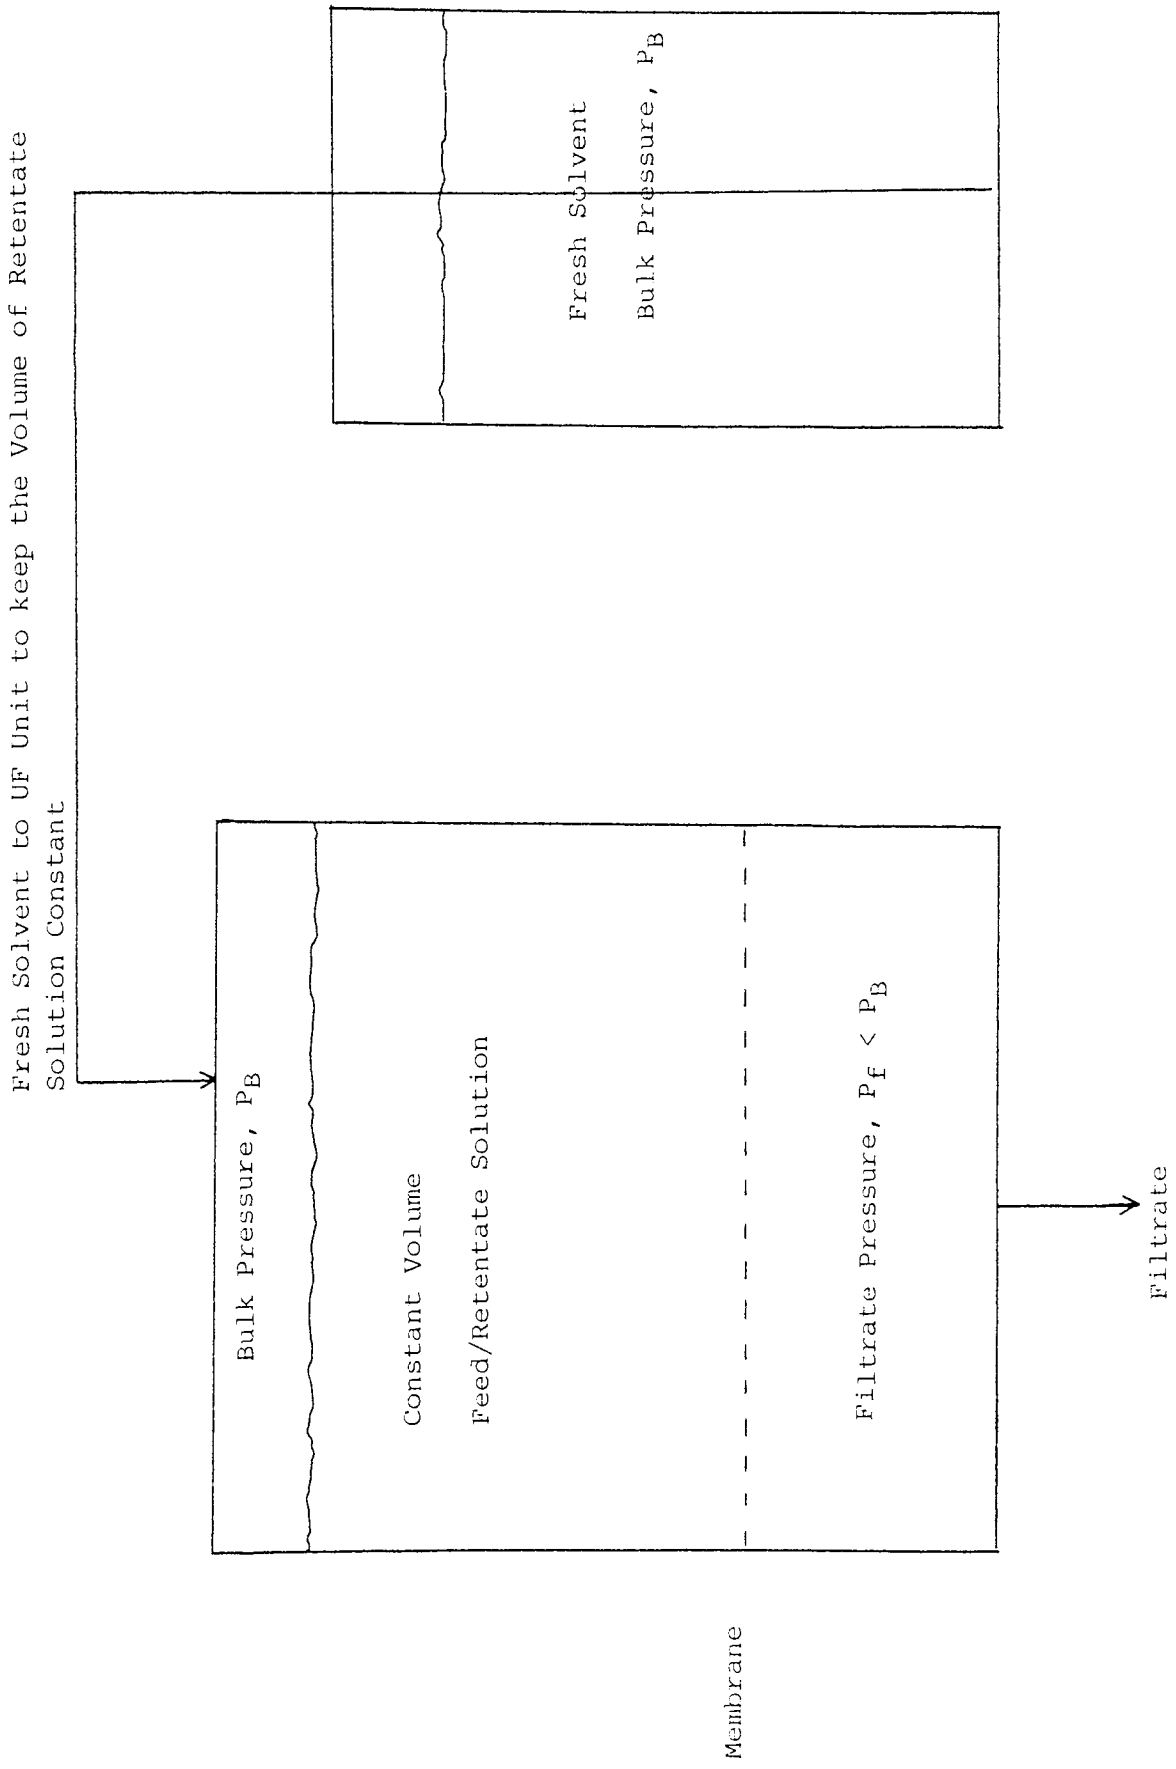 Fresh Solvent to UF Unit to keep the Volume of Retentate
Solution Constant
Bulk Pressure, P_B
Constant Volume
Feed/Retentate Solution
Membrane
Filtrate Pressure, P_f < P_B
Filtrate
Fresh Solvent
Bulk Pressure, P_B